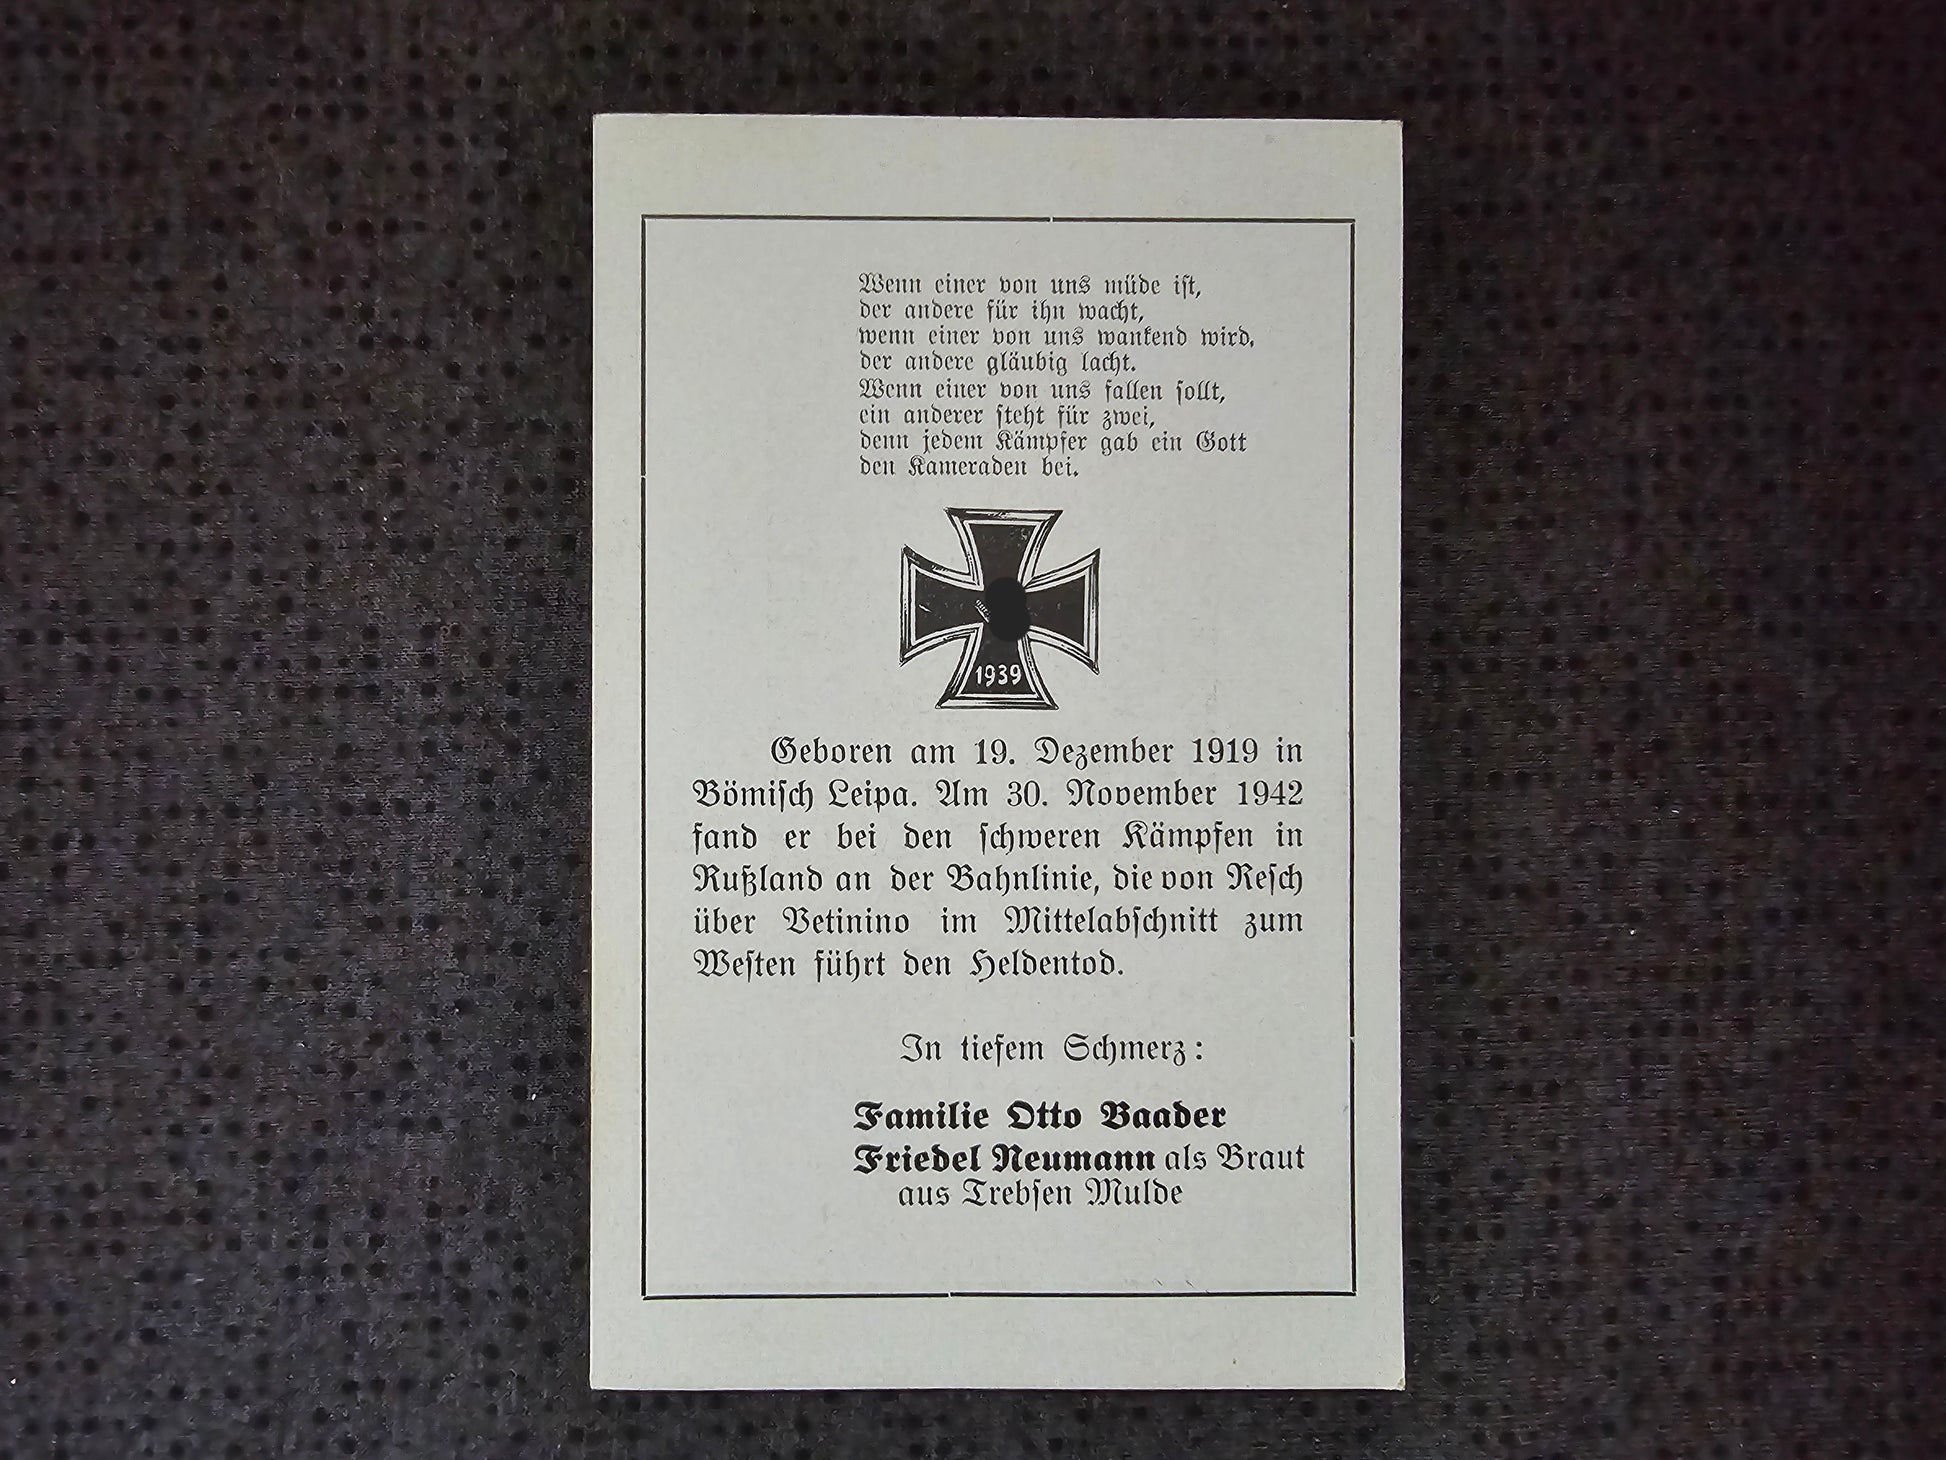 Wenn einer von uns müde ist,
der andere für ihn wacht,
wenn einer von uns wankend wird,
der andere gläubig lacht.
Wenn einer von uns fallen sollt,
ein anderer steht für zwei,
denn jedem Kämpfer gab ein Gott
den Kameraden bei.
1939
Geboren am 19. Dezember 1919 in
Bömisch Leipa. Am 30. November 1942
fand er bei den schweren Kämpfen in
Rußland an der Bahnlinie, die von Resch
über Vetinino im Mittelabschnitt zum
Westen führt den Heldentod.
In tiefem Schmerz:
Familie Otto Baader
Friedel Neumann als Braut
aus Trebsen Mulde